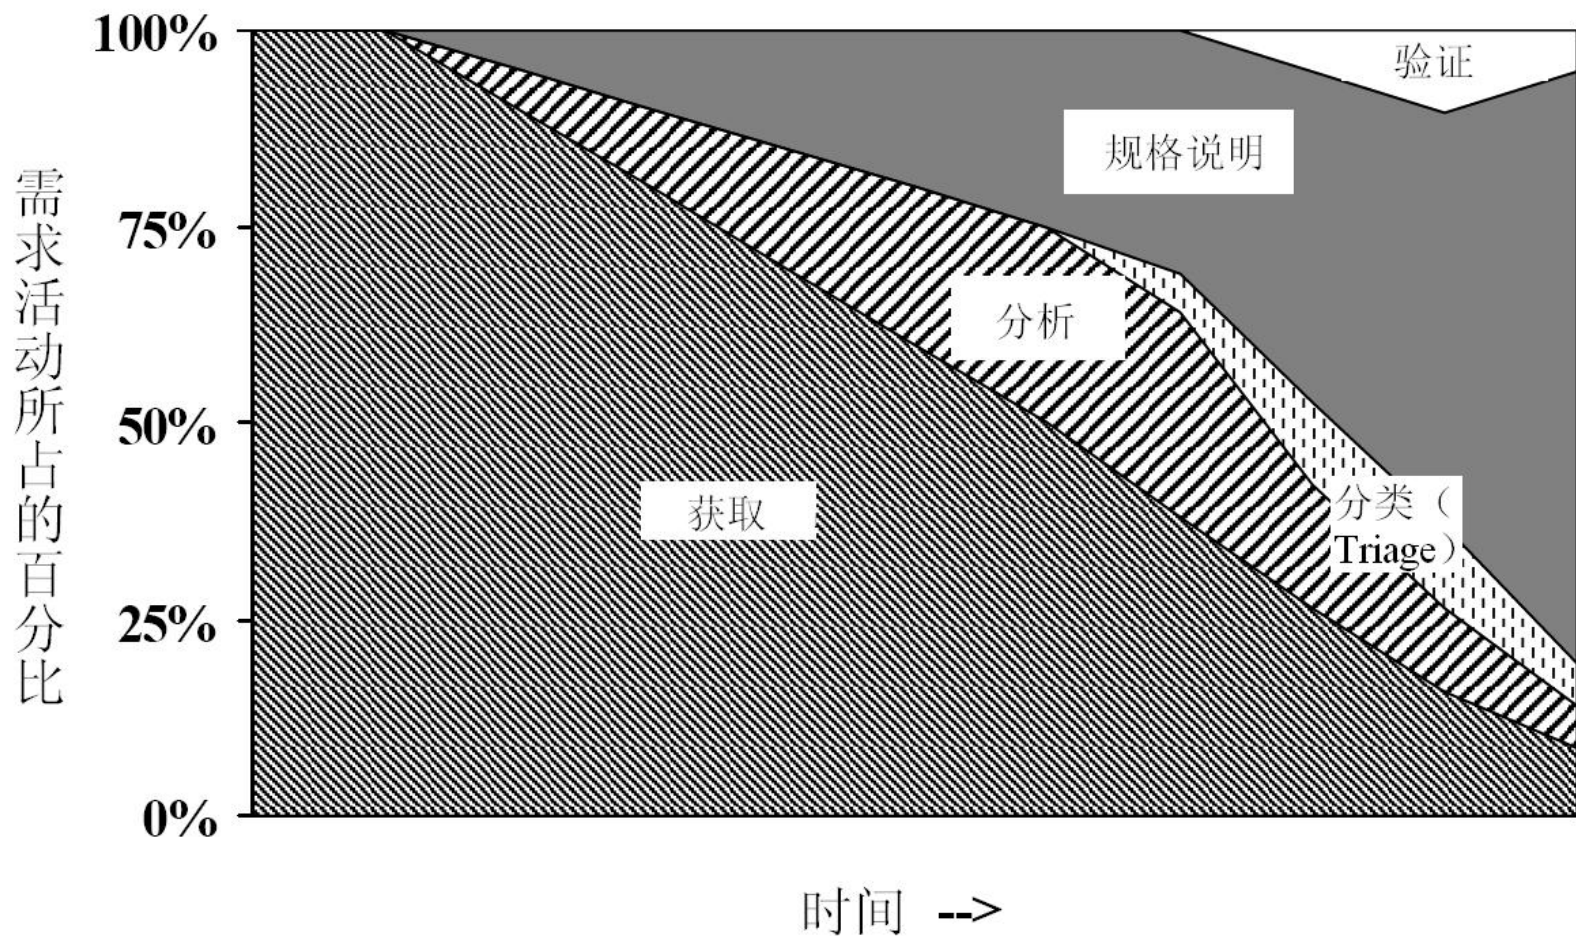 100%
验证
规格说明
75%
分析
50%
获取
分类（
Triage）
25%
0%
需求活动所占的百分比
时间 -->